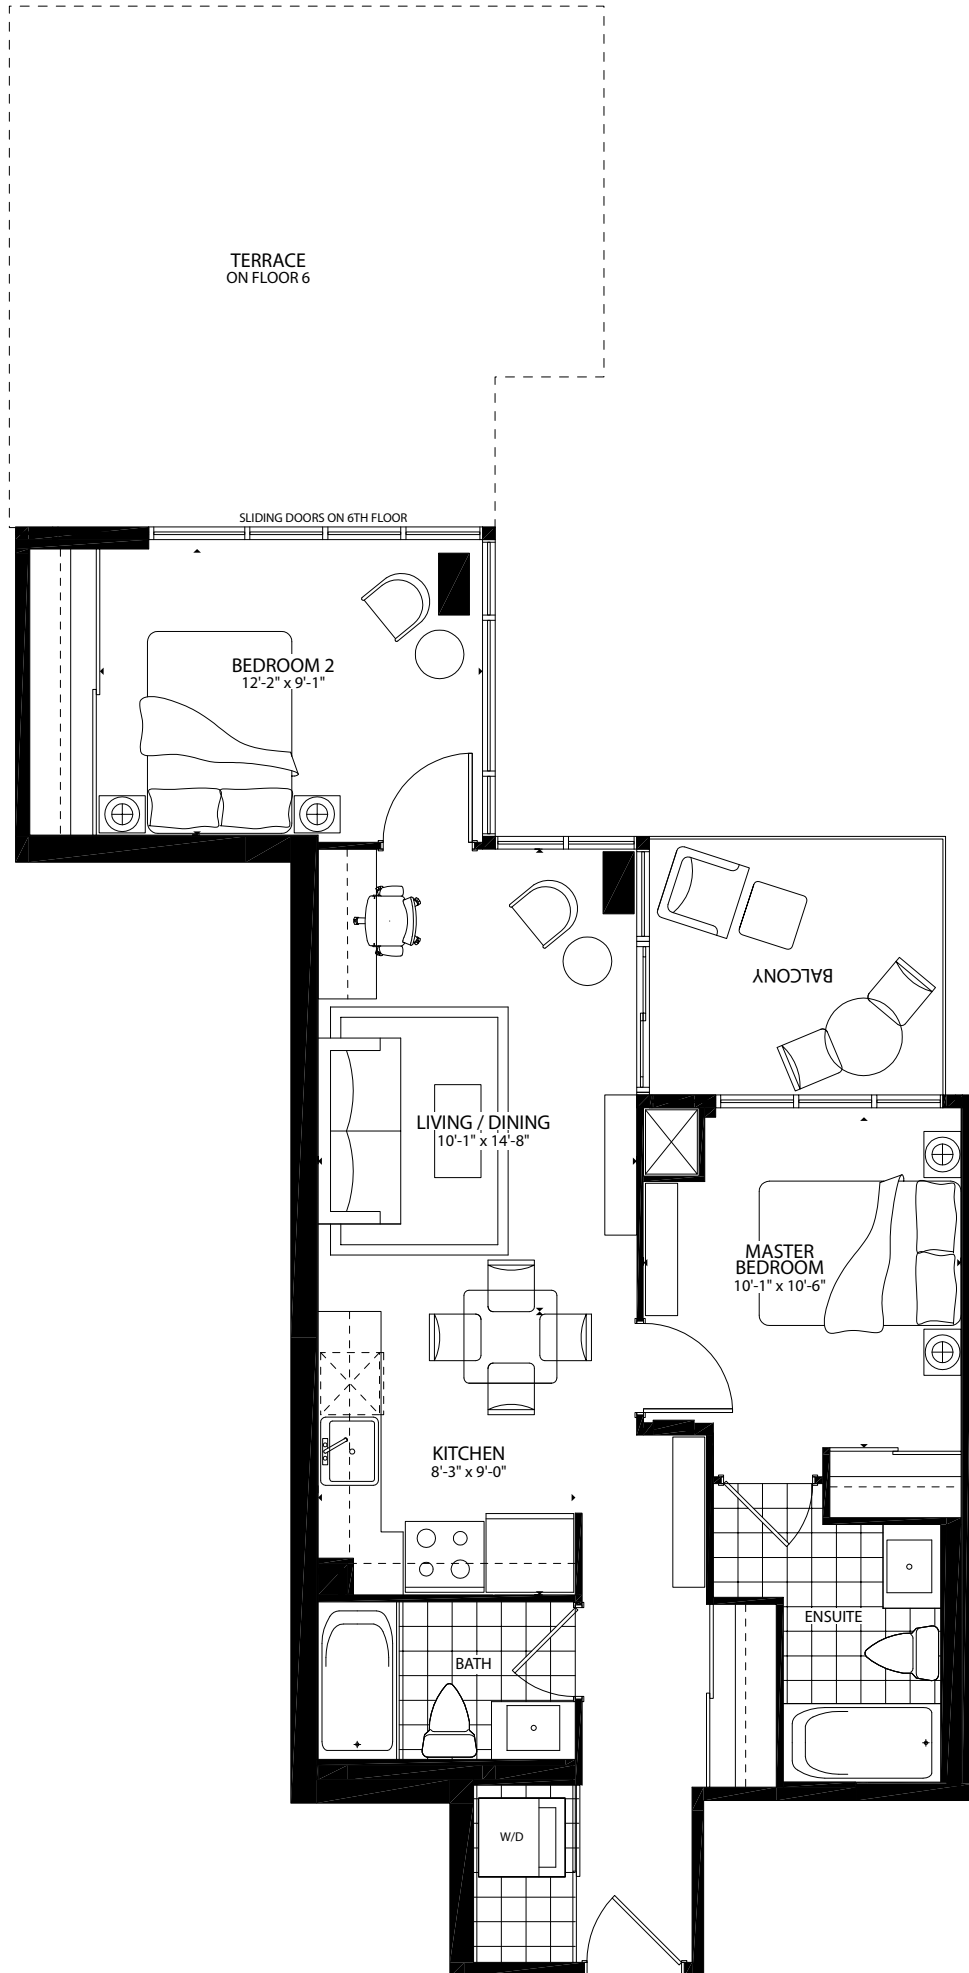 TERRACE
ON FLOOR 6
SLIDING DOORS ON 6TH FLOOR
BEDROOM 2
12'-2" x 9'-1"
BALCONY
LIVING / DINING
10'-1" x 14'-8"
MASTER
BEDROOM
10'-1" x 10'-6"
KITCHEN
8'-3" x 9'-0"
ENSUITE
BATH
W/D